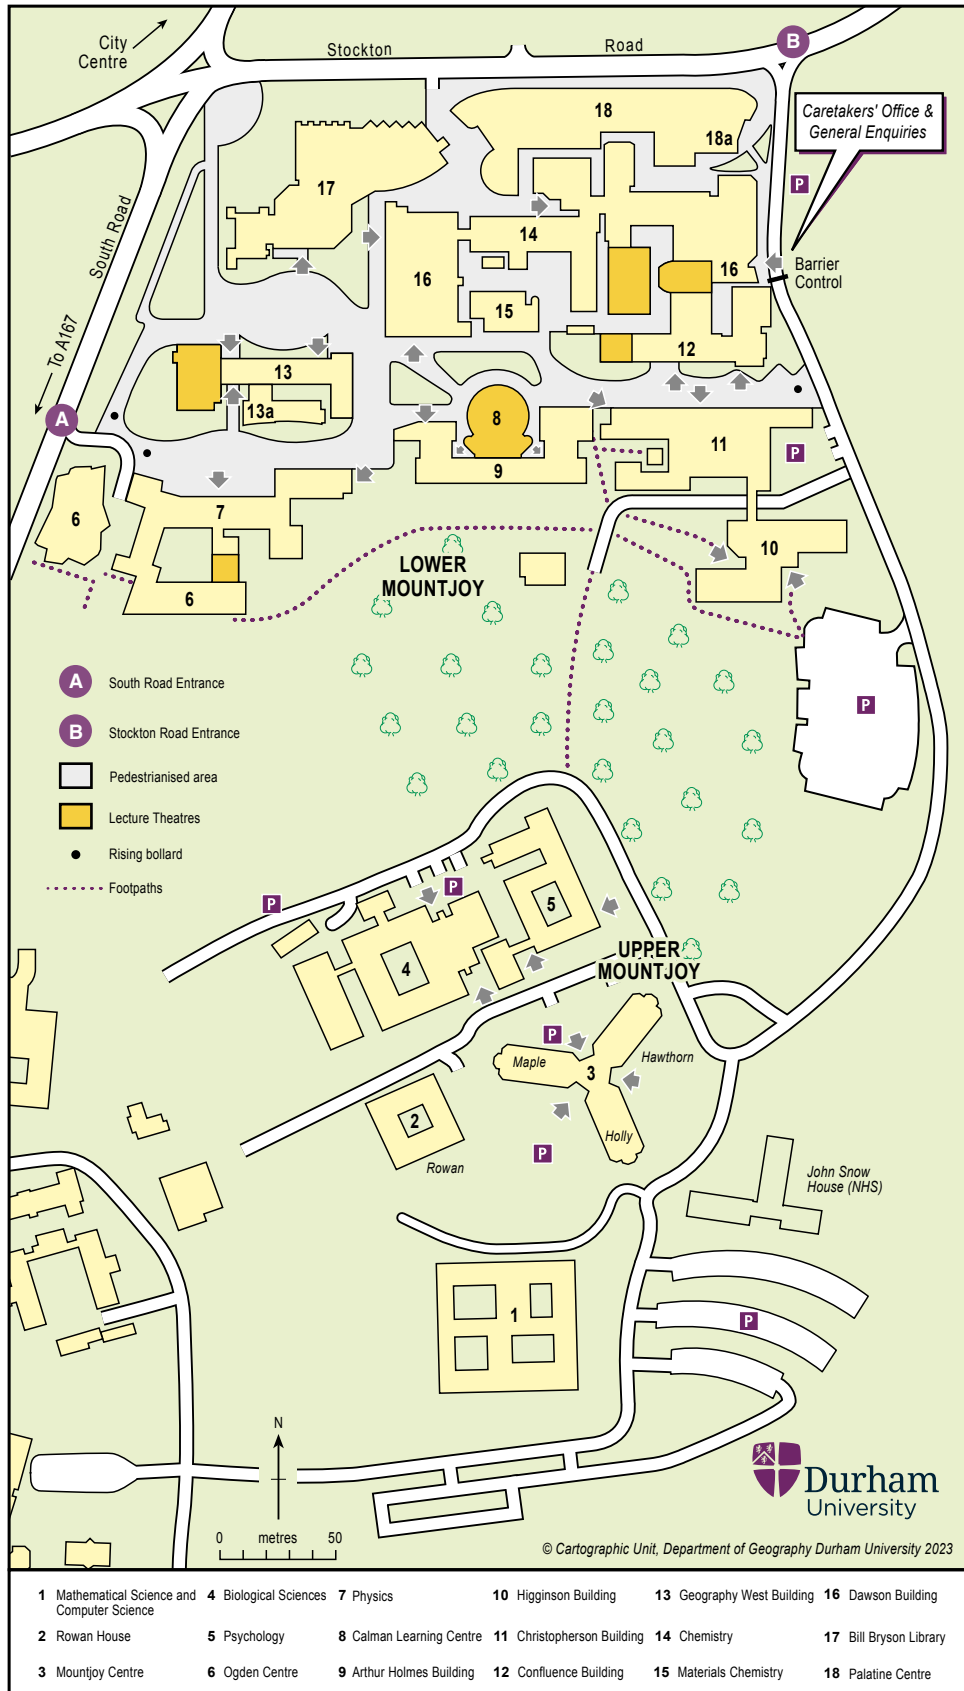 City
Centre
Stockton
Road
B
Caretakers' Office &
General Enquiries
18
18a
P
17
South Road
14
16
16
Barrier
Control
15
To A167
12
13
13a
A
8
11
P
9
6
7
10
LOWER
MOUNTJOY
6
A South Road Entrance
B Stockton Road Entrance
Pedestrianised area
Lecture Theatres
Rising bollard
Footpaths
P
P
P
5
4
UPPER
MOUNTJOY
P
Maple
Hawthorn
3
2
Holly
P
Rowan
John Snow
House (NHS)
1
P
N
0 metres 50
Durham
University
© Cartographic Unit, Department of Geography Durham University 2023
1 Mathematical Science and
Computer Science
4 Biological Sciences
7 Physics
10 Higginson Building
13 Geography West Building
16 Dawson Building
2 Rowan House
5 Psychology
8 Calman Learning Centre
11 Christopherson Building
14 Chemistry
17 Bill Bryson Library
3 Mountjoy Centre
6 Ogden Centre
9 Arthur Holmes Building
12 Confluence Building
15 Materials Chemistry
18 Palatine Centre